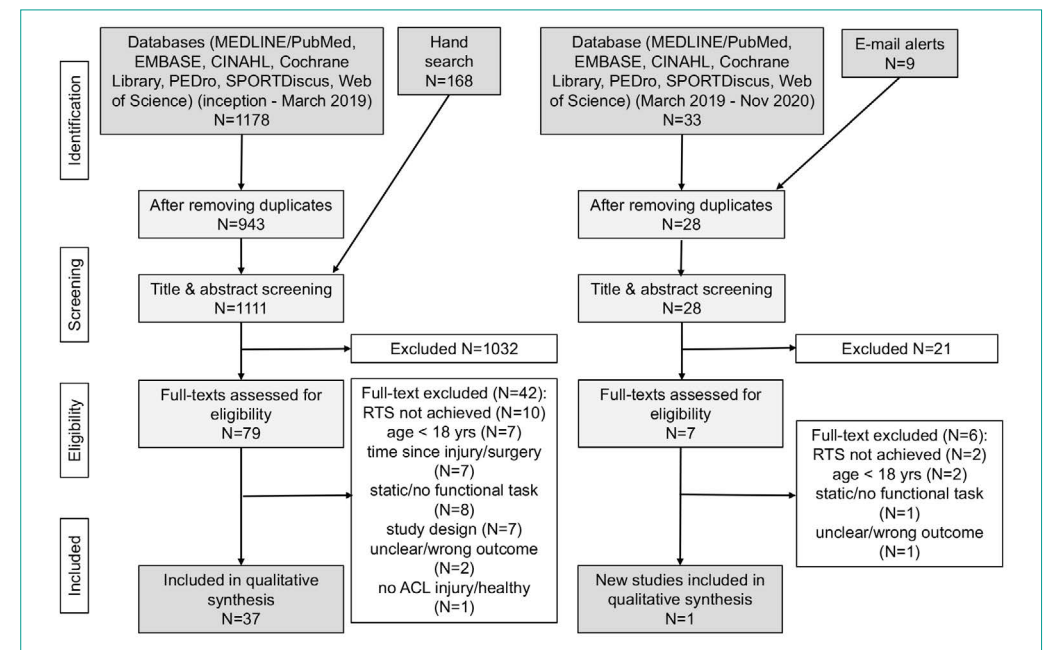 Identification
Screening
Eligibility
Included
Databases (MEDLINE/PubMed,
EMBASE, CINAHL, Cochrane
Library, PEDro, SPORTDiscus, Web
of Science) (inception - March 2019)
N=1178
Hand
search
N=168
After removing duplicates
N=943
Title & abstract screening
N=1111
Excluded N=1032
Full-texts assessed for
eligibility
N=79
Full-text excluded (N=42):
RTS not achieved (N=10)
age < 18 yrs (N=7)
time since injury/surgery
(N=7)
static/no functional task
(N=8)
study design (N=7)
unclear/wrong outcome
(N=2)
no ACL injury/healthy
(N=1)
Included in qualitative
synthesis
N=37
Database (MEDLINE/PubMed,
EMBASE, CINAHL, Cochrane
Library, PEDro, SPORTDiscus, Web
of Science) (March 2019 - Nov 2020)
N=33
E-mail alerts
N=9
After removing duplicates
N=28
Title & abstract screening
N=28
Excluded N=21
Full-texts assessed for
eligibility
N=7
Full-text excluded (N=6):
RTS not achieved (N=2)
age < 18 yrs (N=2)
static/no functional task
(N=1)
unclear/wrong outcome
(N=1)
New studies included in
qualitative synthesis
N=1